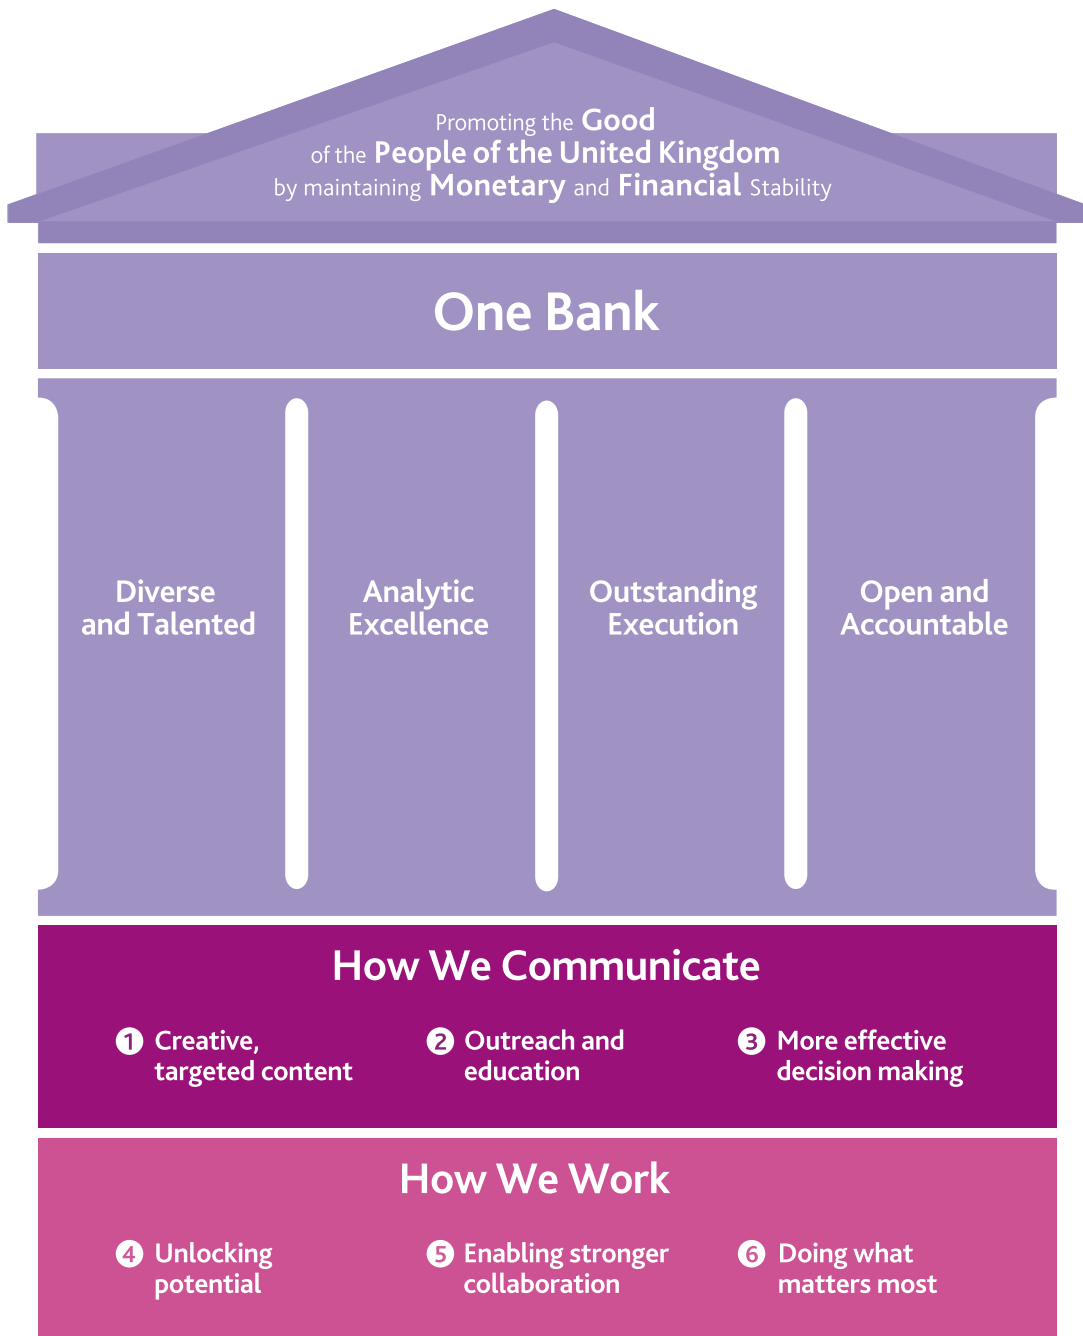 Promoting the Good
of the People of the United Kingdom
by maintaining Monetary and Financial Stability
One Bank
Diverse
and Talented
Analytic
Excellence
Outstanding
Execution
Open and
Accountable
How We Communicate
1 Creative,
targeted content
2 Outreach and
education
3 More effective
decision making
How We Work
4 Unlocking
potential
5 Enabling stronger
collaboration
6 Doing what
matters most